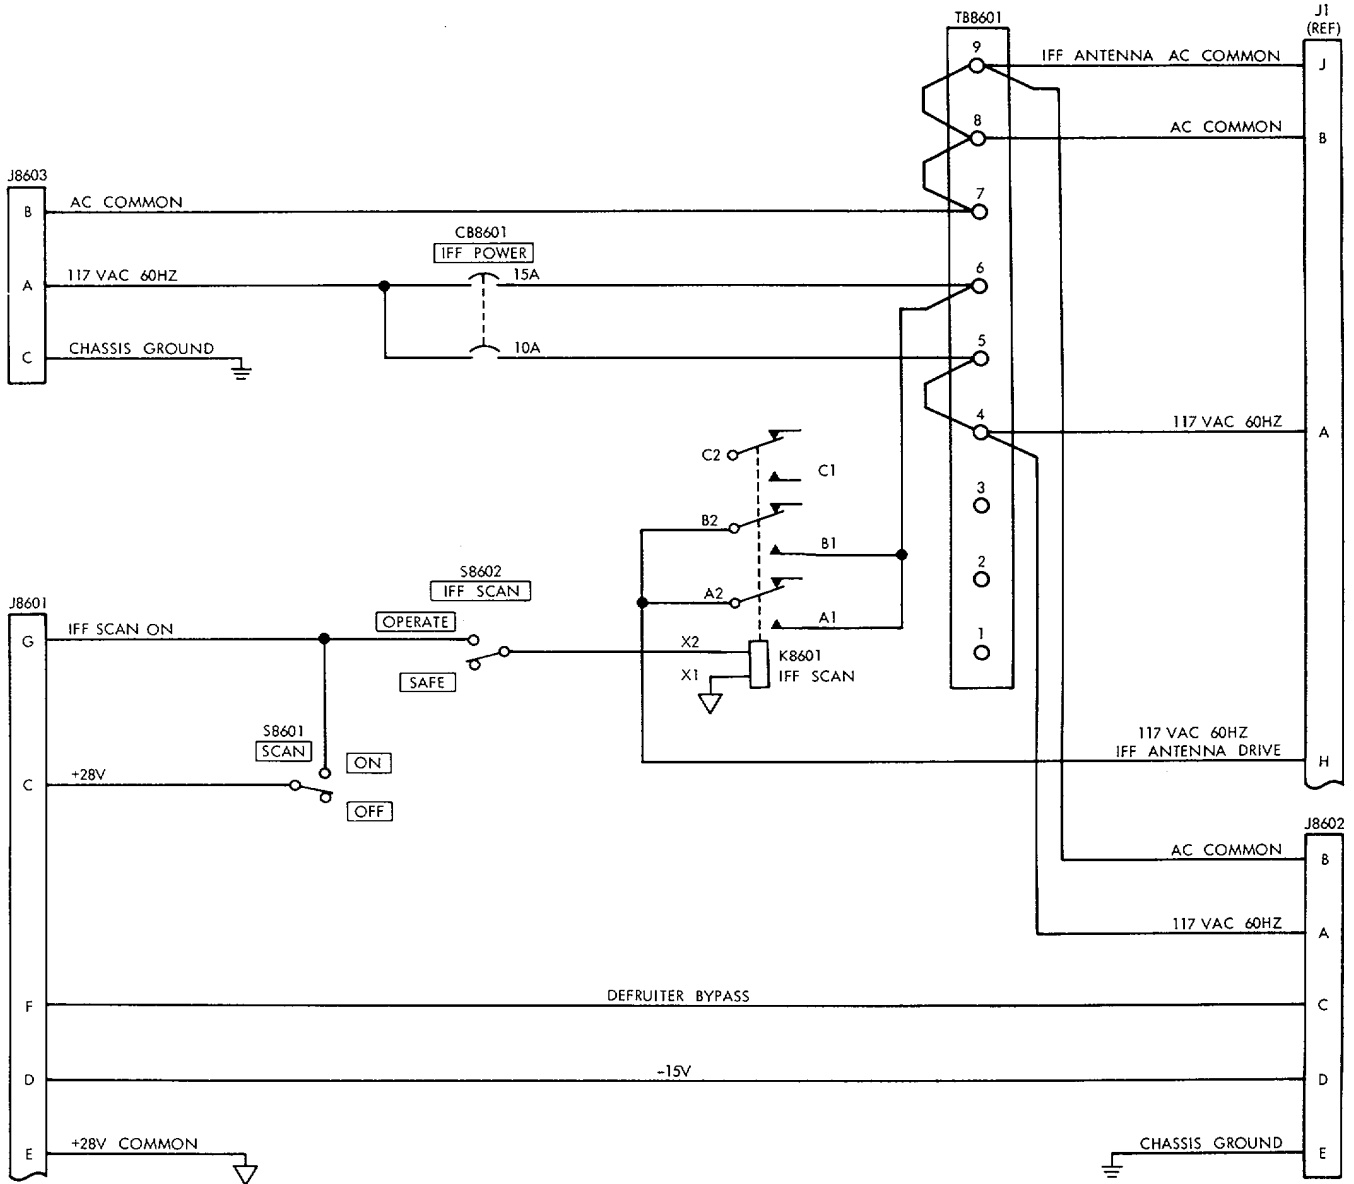 TB8601
J1
(REF)
9
IFF ANTENNA AC COMMON
J
8
AC COMMON
B
J8603
B
AC COMMON
7
CB8601
IFF POWER
A
117 VAC 60HZ
15A
6
C
CHASSIS GROUND
10A
5
4
117 VAC 60HZ
A
C2
C1
3
B2
B1
2
S8602
IFF SCAN
A2
A1
J8601
G
IFF SCAN ON
OPERATE
SAFE
X2
X1
K8601
IFF SCAN
1
S8601
SCAN
ON
OFF
C
+28V
117 VAC 60HZ
IFF ANTENNA DRIVE
H
J8602
AC COMMON
B
117 VAC 60HZ
A
F
DEFRUITER BYPASS
C
D
-15V
D
E
+28V COMMON
CHASSIS GROUND
E